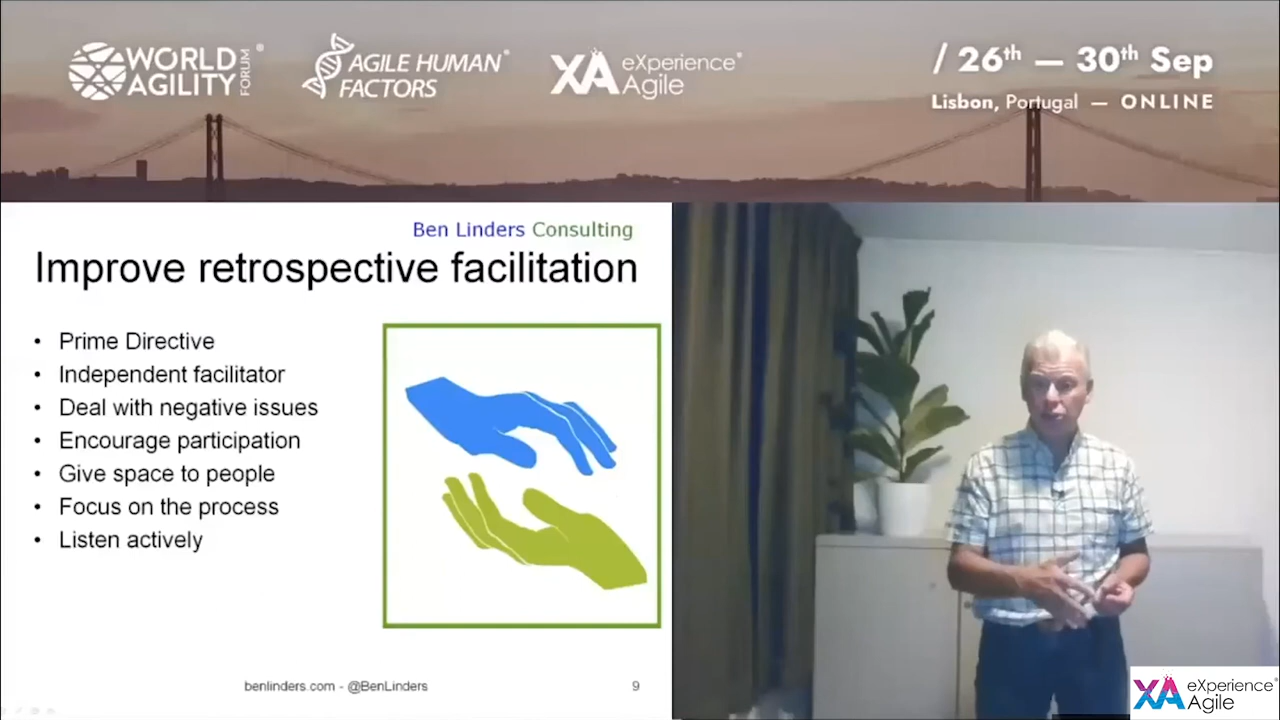 WORLD
AGILITY
FORUM
®
AGILE HUMAN®
FACTORS
XA
eXperience®
Agile
/ 26th — 30th Sep
Lisbon, Portugal — ONLINE
Ben Linders Consulting
Improve retrospective facilitation
• Prime Directive
• Independent facilitator
• Deal with negative issues
• Encourage participation
• Give space to people
• Focus on the process
• Listen actively
benlinders.com - @BenLinders
9
XA
eXperience®
Agile